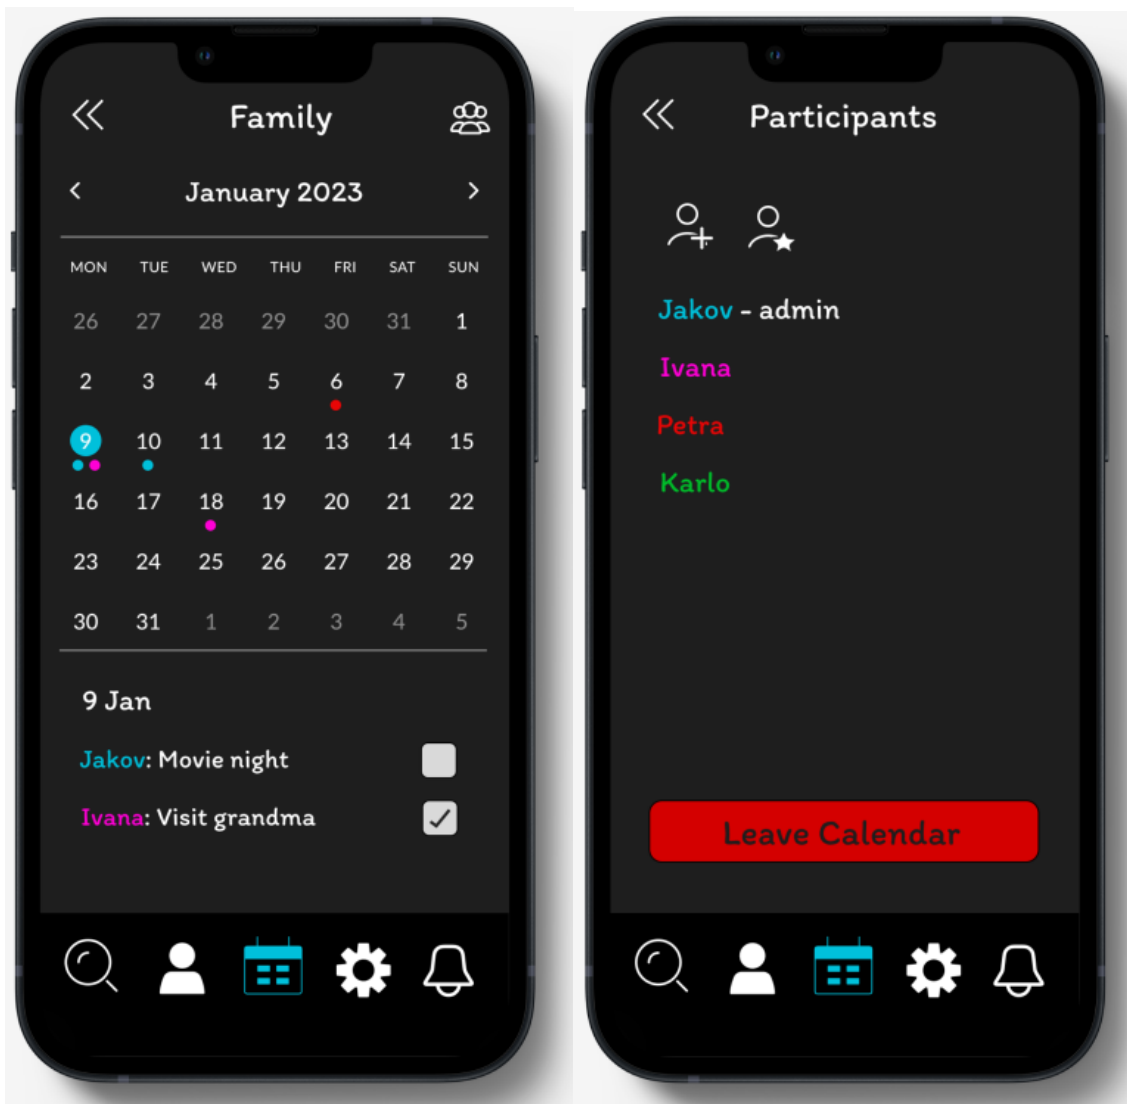 Family
January 2023
MON TUE WED THU FRI SAT SUN
26 27 28 29 30 31 1
2 3 4 5 6 7 8
9 10 11 12 13 14 15
16 17 18 19 20 21 22
23 24 25 26 27 28 29
30 31 1 2 3 4 5
9 Jan
Jakov: Movie night
Ivana: Visit grandma
Participants
Jakov - admin
Ivana
Petra
Karlo
Leave Calendar